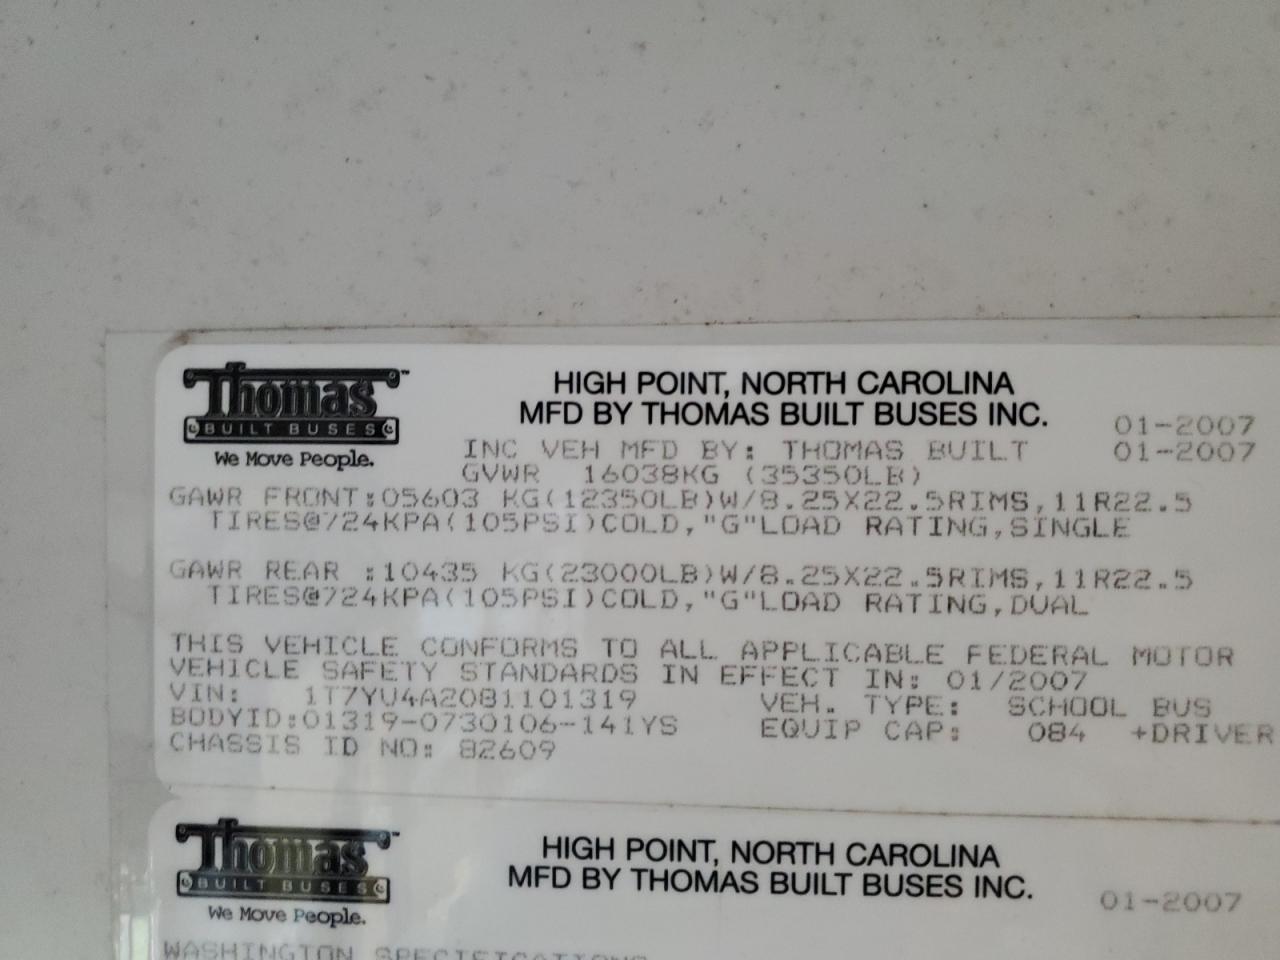 Thomas™
BUILT BUSES
We Move People.
HIGH POINT, NORTH CAROLINA
MFD BY THOMAS BUILT BUSES INC. 01-2007
INC VEH MFD BY: THOMAS BUILT 01-2007
GVWR 16038KG (35350LB)
GAWR FRONT:05603 KG(12350LB)W/8.25X22.5RIMS,11R22.5
TIRES@724KPA(105PSI)COLD,"G"LOAD RATING,SINGLE
GAWR REAR :10435 KG(23000LB)W/8.25X22.5RIMS,11R22.5
TIRES@724KPA(105PSI)COLD,"G"LOAD RATING,DUAL
THIS VEHICLE CONFORMS TO ALL APPLICABLE FEDERAL MOTOR
VEHICLE SAFETY STANDARDS IN EFFECT IN: 01/2007
VIN: 1T7YU4A2081101319 VEH. TYPE: SCHOOL BUS
BODYID:01319-0730106-141YS EQUIP CAP: 084 +DRIVER
CHASSIS ID NO: 82609
Thomas™
BUILT BUSES
We Move People.
HIGH POINT, NORTH CAROLINA
MFD BY THOMAS BUILT BUSES INC. 01-2007
WASHINGTON SPECIFICATIONS